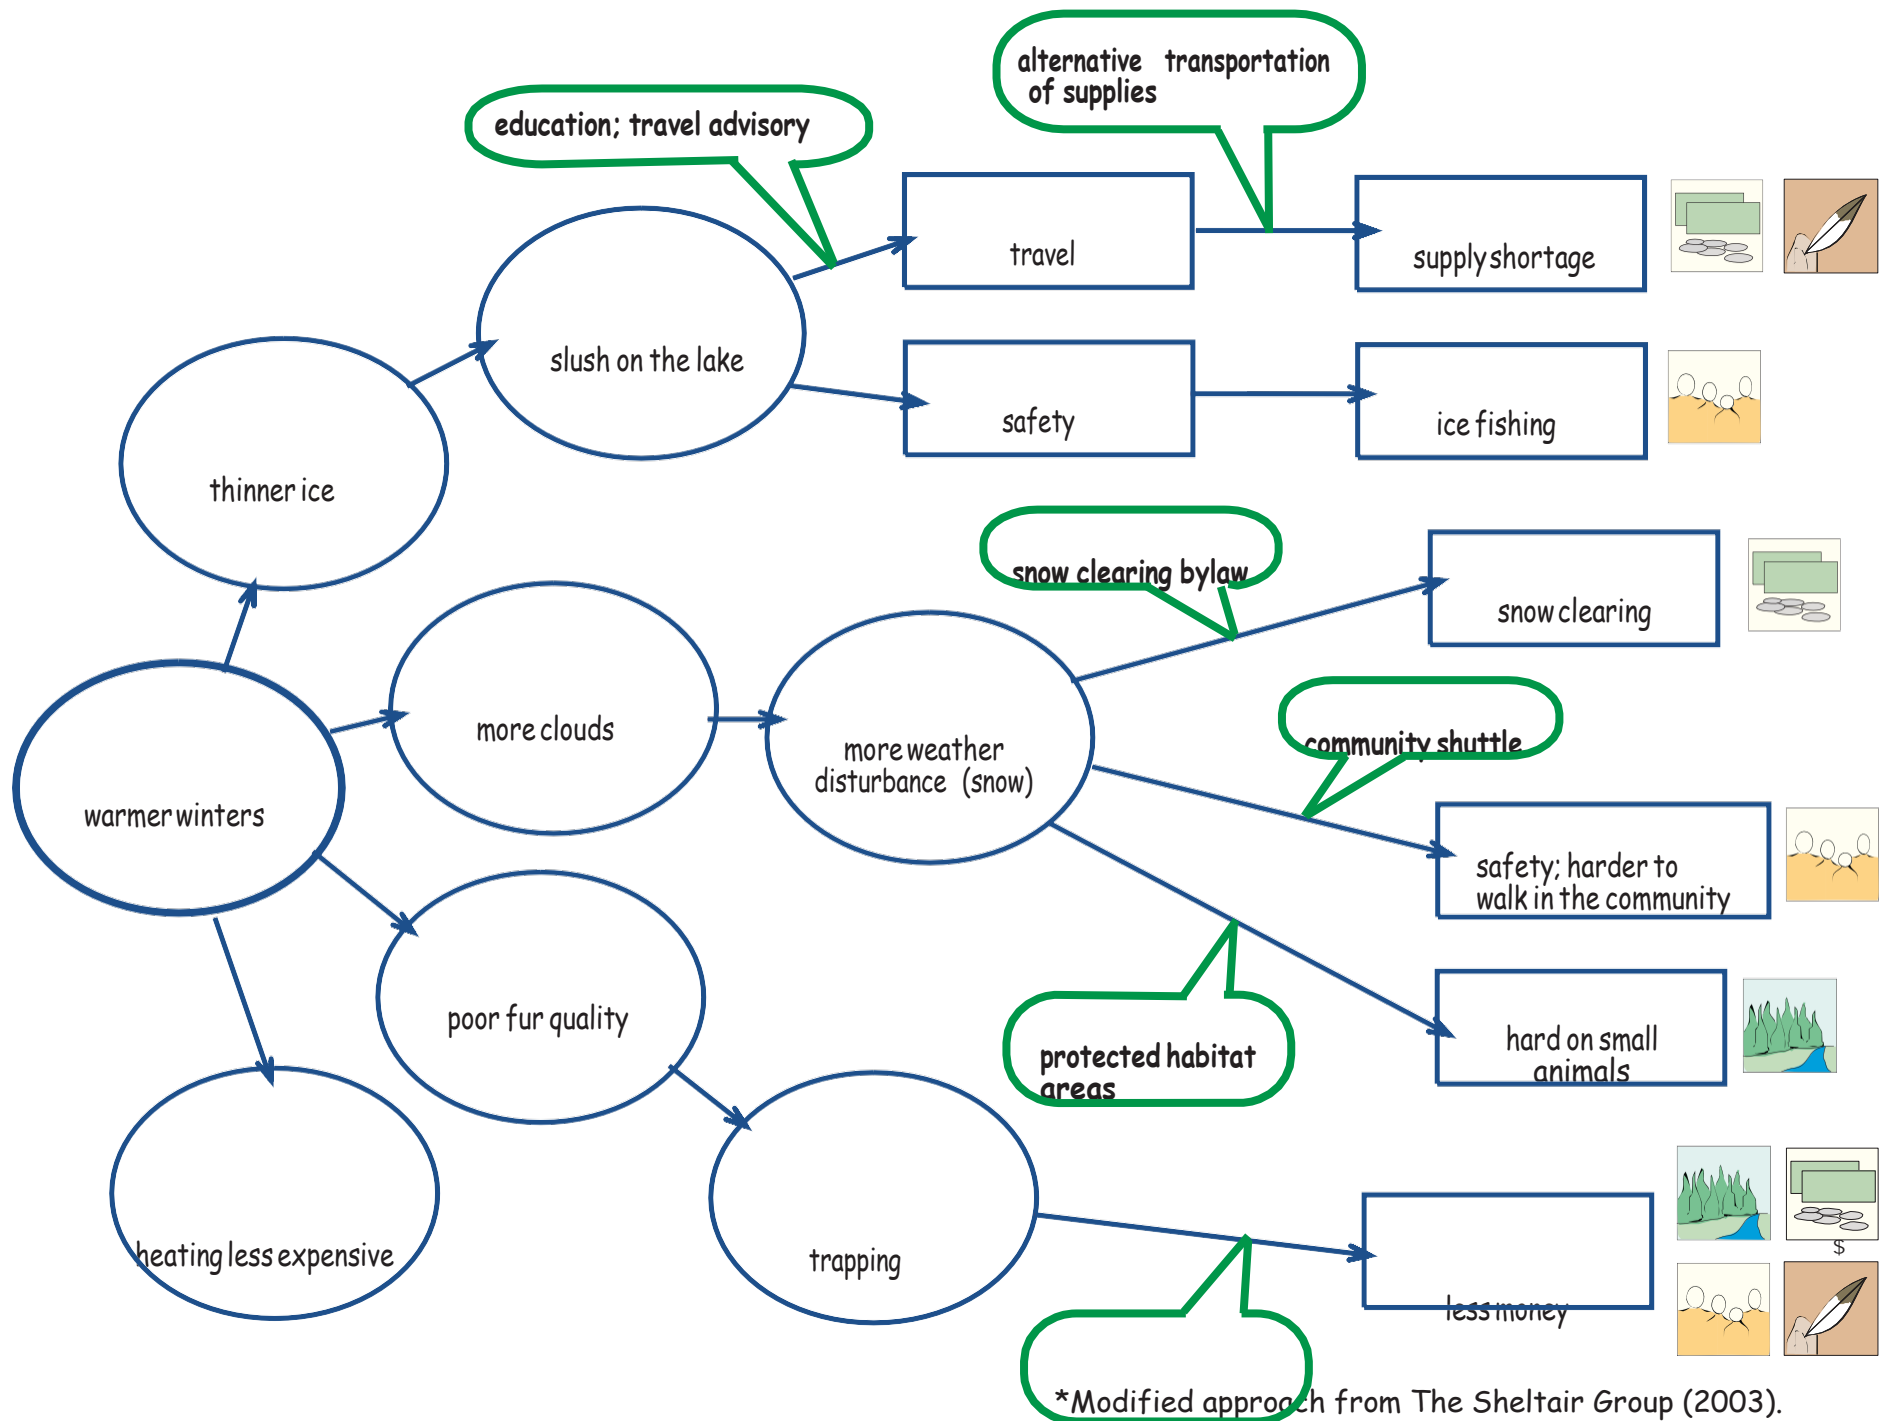 alternative transportation
of supplies
education; travel advisory
travel
supply shortage
slush on the lake
safety
ice fishing
thinner ice
snow clearing bylaw
snow clearing
more clouds
community shuttle
more weather
disturbance (snow)
warmer winters
safety; harder to
walk in the community
poor fur quality
hard on small
animals
protected habitat
areas
heating less expensive
trapping
$
less money
*Modified approach from The Sheltair Group (2003).